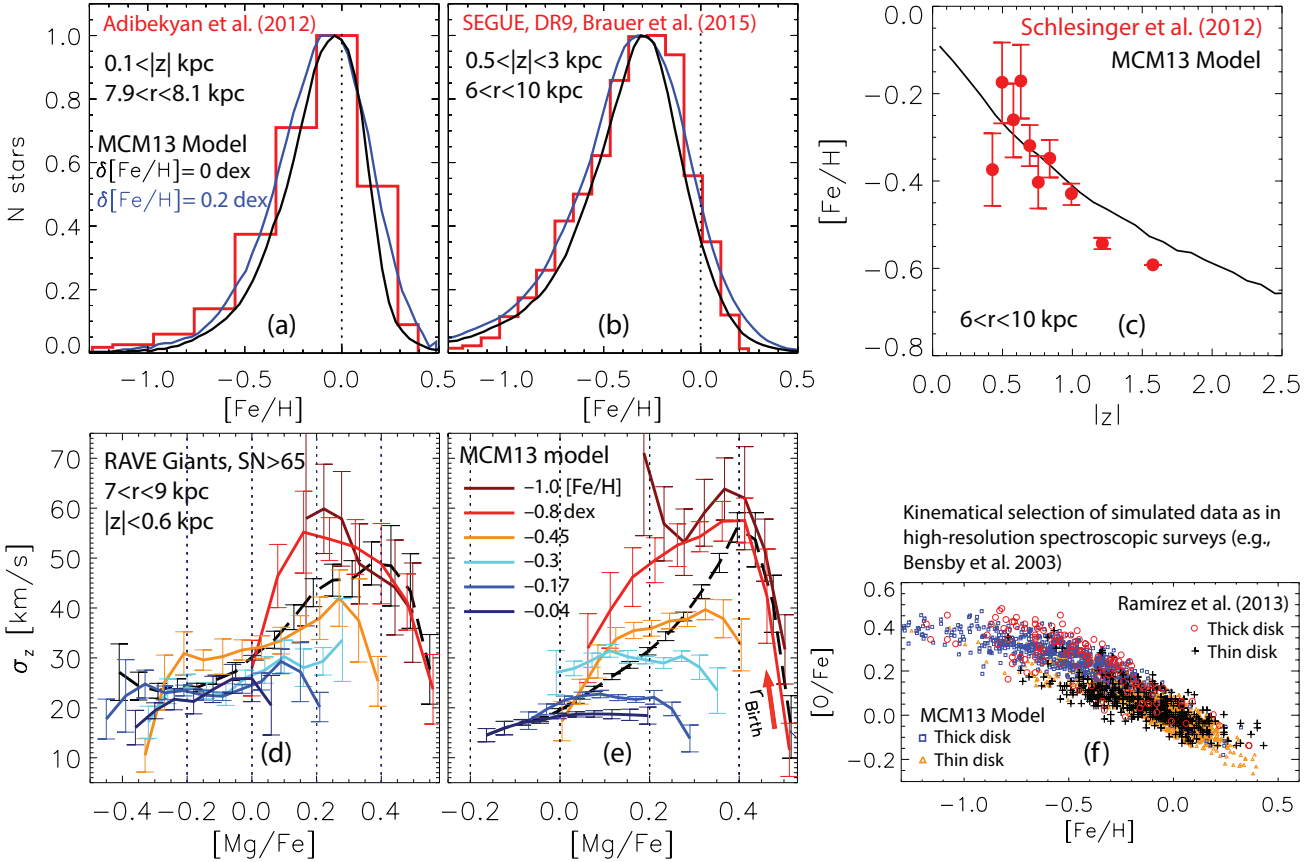 Adibekyan et al. (2012)
0.1<|z| kpc
7.9<r<8.1 kpc
MCM13 Model
δ[Fe/H]= 0 dex
δ[Fe/H]= 0.2 dex
(a)
N stars
1.0
0.8
0.6
0.4
0.2
0.0
−1.0
−0.5
0.0
0.5
[Fe/H]
SEGUE, DR9, Brauer et al. (2015)
0.5<|z|<3 kpc
6<r<10 kpc
(b)
−1.0
−0.5
0.0
0.5
[Fe/H]
Schlesinger et al. (2012)
MCM13 Model
6<r<10 kpc
(c)
[Fe/H]
0.0
−0.2
−0.4
−0.6
−0.8
0.0
0.5
1.0
1.5
2.0
2.5
|z|
RAVE Giants, SN>65
7<r<9 kpc
|z|<0.6 kpc
(d)
σz [km/s]
70
60
50
40
30
20
10
−0.4
−0.2
0.0
0.2
0.4
[Mg/Fe]
MCM13 model
−1.0 [Fe/H]
−0.8 dex
−0.45
−0.3
−0.17
−0.04
r Birth
(e)
0.0
0.2
0.4
[Mg/Fe]
Kinematical selection of simulated data as in
high-resolution spectroscopic surveys (e.g.,
Bensby et al. 2003)
Ramírez et al. (2013)
Thick disk
Thin disk
MCM13 Model
Thick disk
Thin disk
(f)
[O/Fe]
0.6
0.4
0.2
0.0
−0.2
−1.0
−0.5
0.0
0.5
[Fe/H]